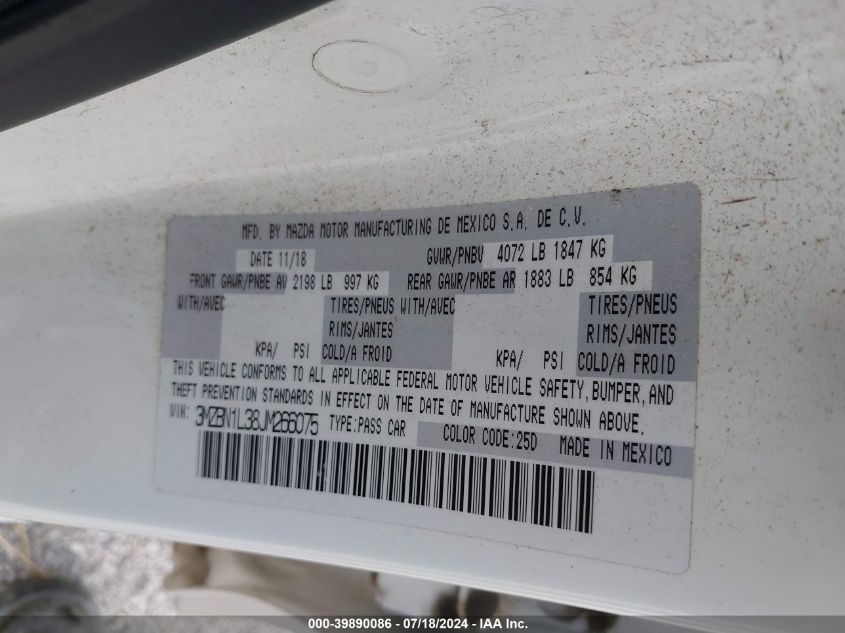 MFD. BY MAZDA MOTOR MANUFACTURING DE MEXICO S.A. DE C.V.
DATE 11/18 GVWR/PNBV 4072 LB 1847 KG
FRONT GAWR/PNBE AV 2198 LB 997 KG REAR GAWR/PNBE AR 1883 LB 854 KG
WITH/AVEC TIRES/PNEUS WITH/AVEC TIRES/PNEUS
RIMS/JANTES RIMS/JANTES
KPA/ PSI COLD/A FROID KPA/ PSI COLD/A FROID
THIS VEHICLE CONFORMS TO ALL APPLICABLE FEDERAL MOTOR VEHICLE SAFETY, BUMPER, AND
THEFT PREVENTION STANDARDS IN EFFECT ON THE DATE OF MANUFACTURE SHOWN ABOVE.
VIN: 3MZBN1L38JM266075 TYPE:PASS CAR COLOR CODE:25D MADE IN MEXICO
000-39890086 - 07/18/2024 - IAA Inc.